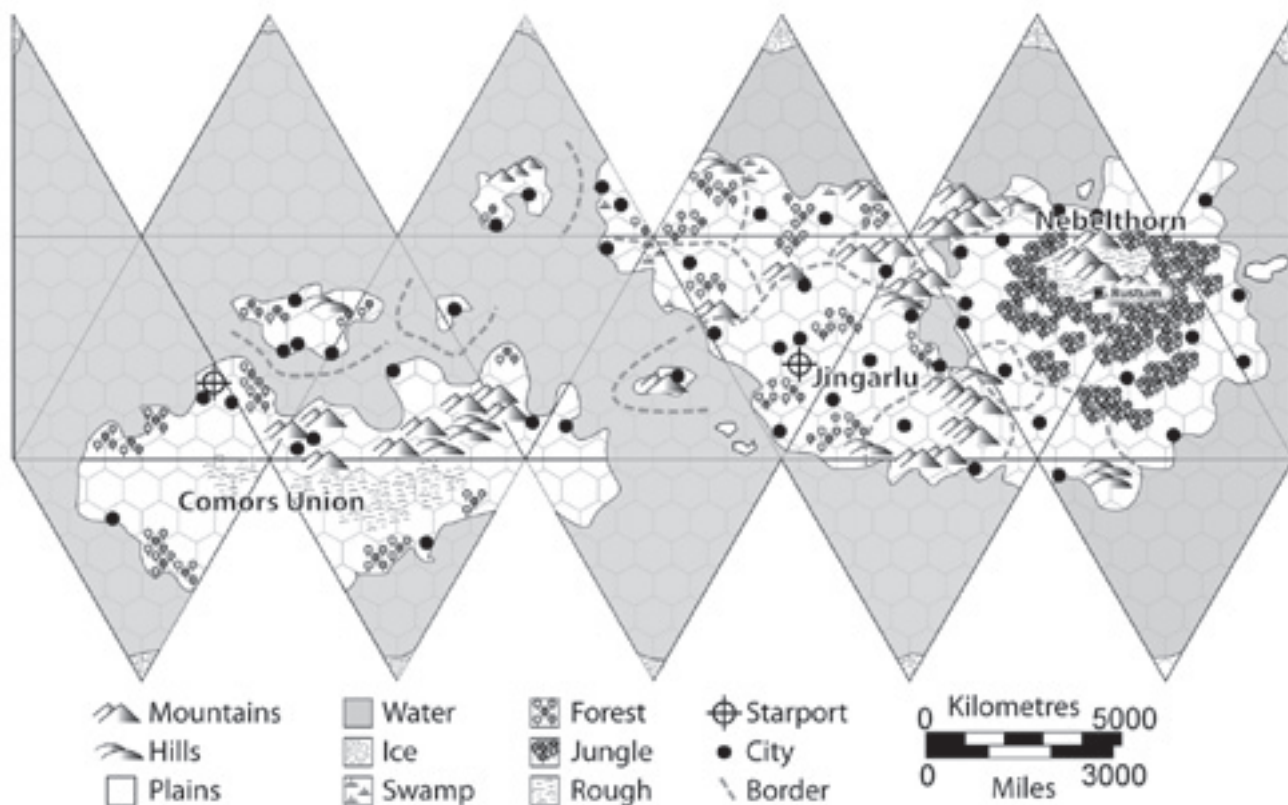 Nebelthorn
Jingarlu
Comors Union
Mountains
Water
Forest
Starport
0 Kilometres 5000
Hills
Ice
Jungle
City
Plains
Swamp
Rough
Border
0 Miles 3000